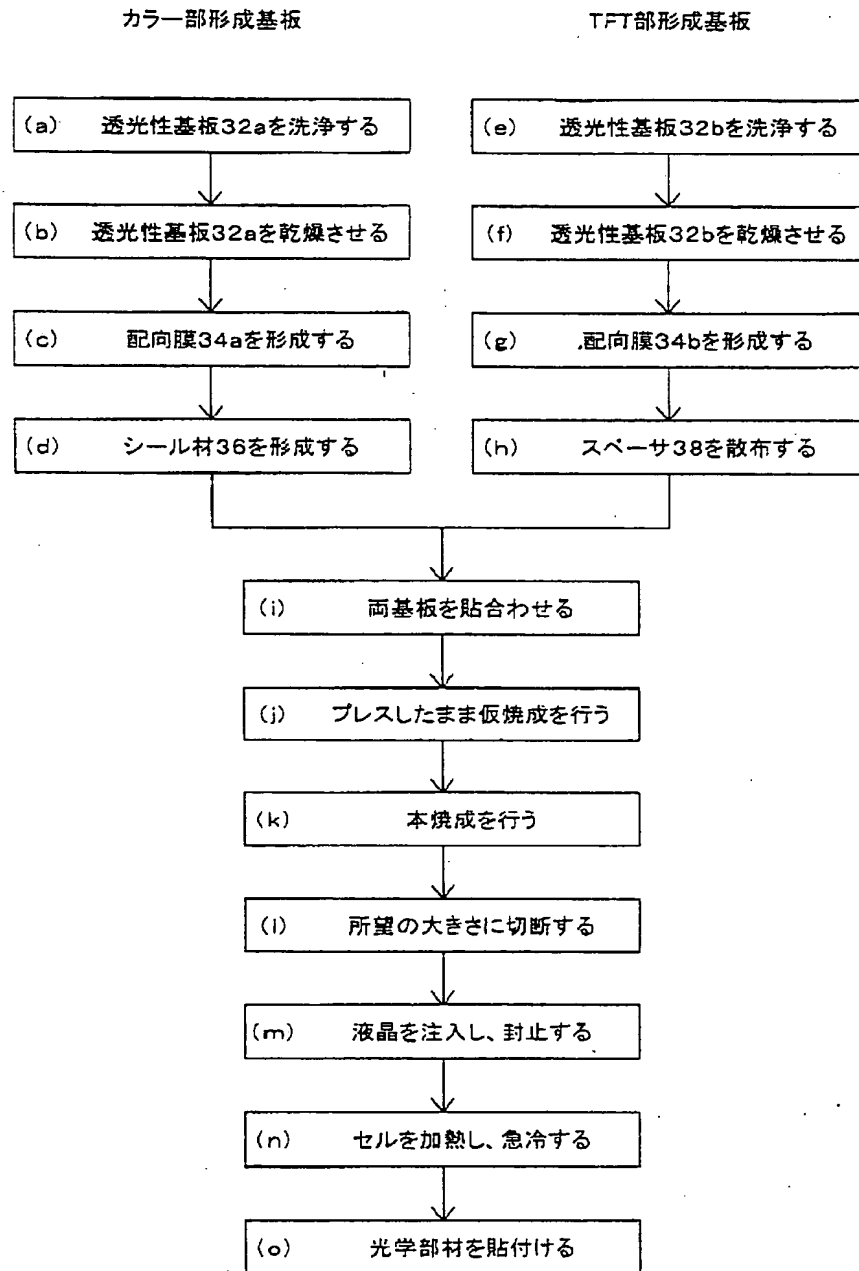 カラー部形成基板
TFT部形成基板
(a) 透光性基板32aを洗浄する
(e) 透光性基板32bを洗浄する
(b) 透光性基板32aを乾燥させる
(f) 透光性基板32bを乾燥させる
(c) 配向膜34aを形成する
(g) 配向膜34bを形成する
(d) シール材36を形成する
(h) スペーサ38を散布する
(i) 両基板を貼合わせる
(j) プレスしたまま仮焼成を行う
(k) 本焼成を行う
(l) 所望の大きさに切断する
(m) 液晶を注入し、封止する
(n) セルを加熱し、急冷する
(o) 光学部材を貼付ける